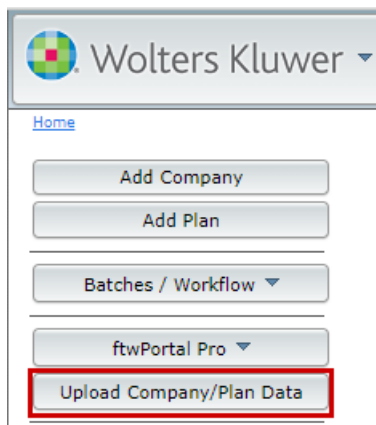 Wolters Kluwer
Home
Add Company
Add Plan
Batches / Workflow
ftwPortal Pro
Upload Company/Plan Data